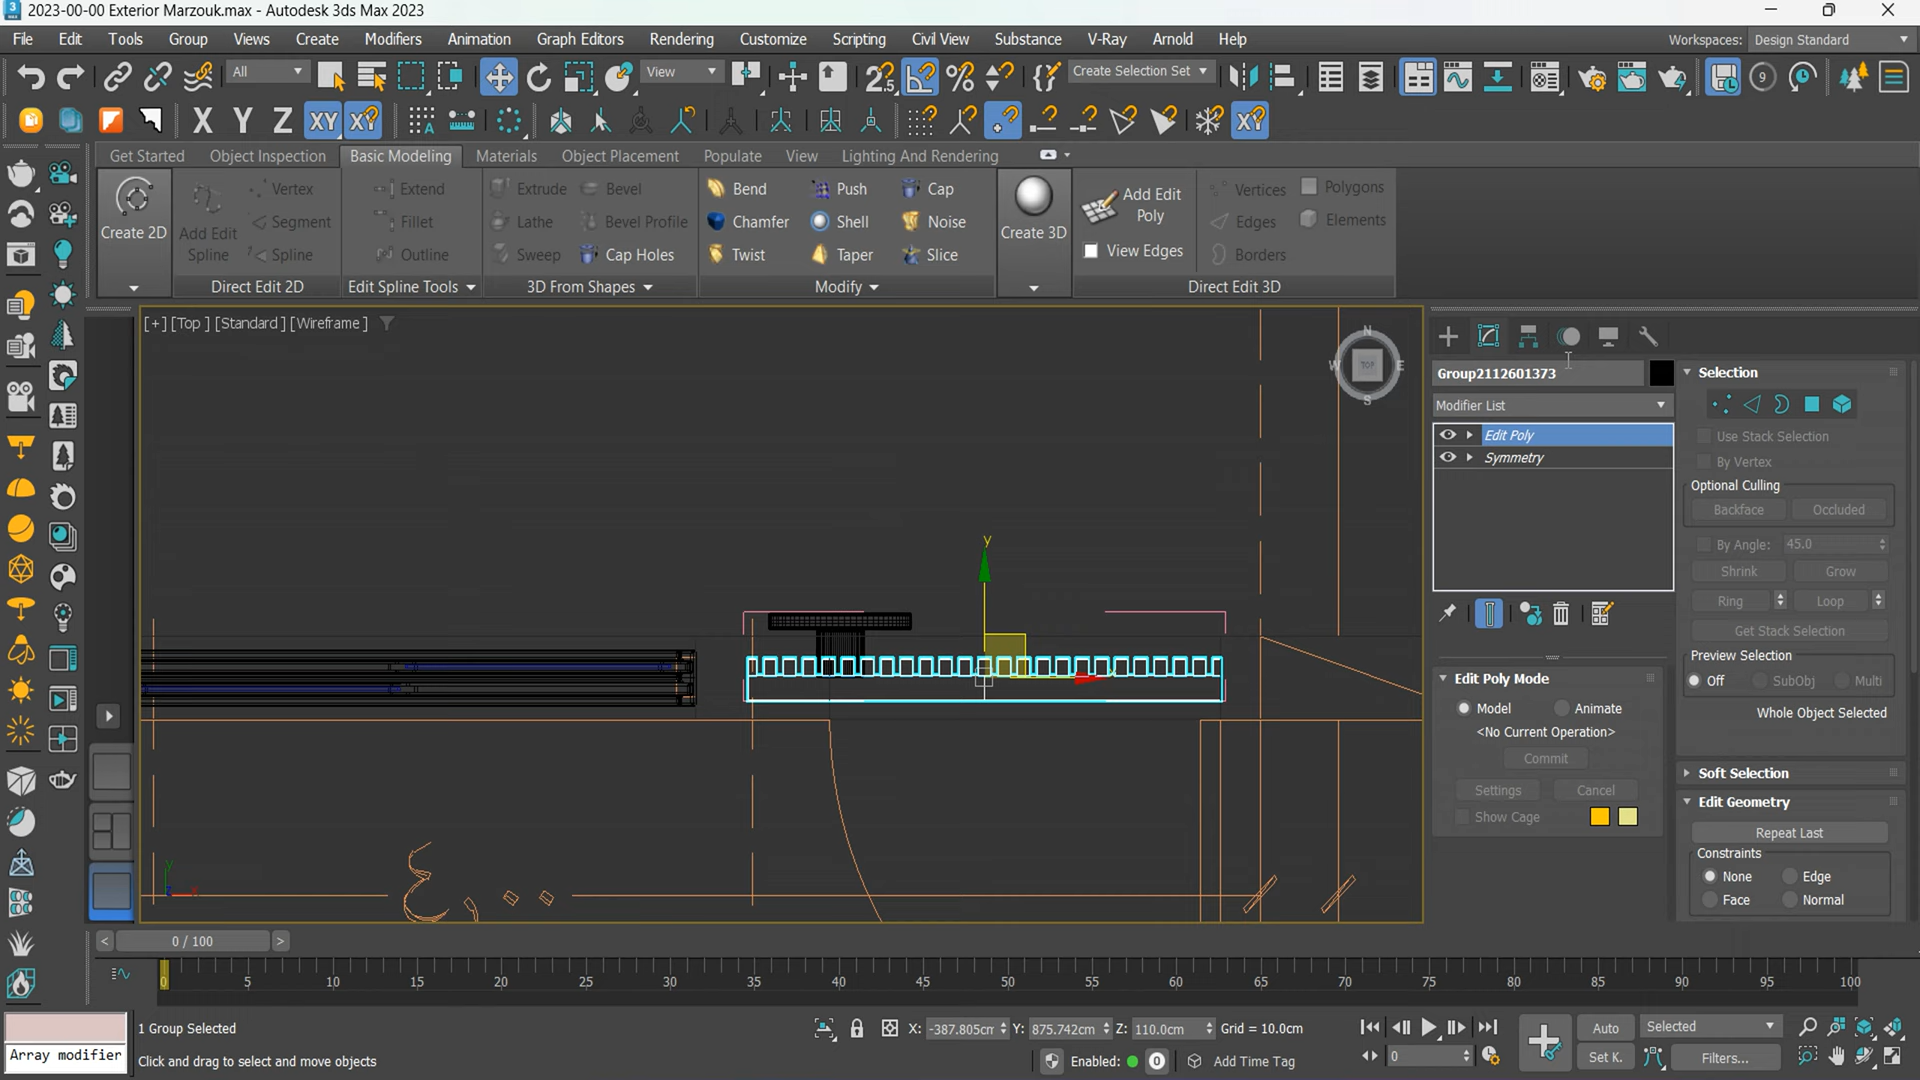 2023-00-00 Exterior Marzouk.max - Autodesk 3ds Max 2023
File Edit Tools Group Views Create Modifiers Animation Graph Editors Rendering Customize Scripting Civil View Substance V-Ray Arnold Help
Workspaces: Design Standard
All
View
Create Selection Set
9
X Y Z XY
Get Started Object Inspection Basic Modeling Materials Object Placement Populate View Lighting And Rendering
Create 2D
Add Edit Spline
Vertex
Segment
Spline
Direct Edit 2D
Extend
Fillet
Outline
Edit Spline Tools
Extrude Bevel
Lathe Bevel Profile
Sweep Cap Holes
3D From Shapes
Bend Push Cap
Chamfer Shell Noise
Twist Taper Slice
Modify
Create 3D
Add Edit Poly
View Edges
Vertices Polygons
Edges Elements
Borders
Direct Edit 3D
[+] [Top ] [Standard ] [Wireframe ]
N
W TOP E
S
y
x
Group2112601373
Modifier List
Edit Poly
Symmetry
Edit Poly Mode
Model Animate
<No Current Operation>
Commit
Settings Cancel
Show Cage
Selection
Use Stack Selection
By Vertex
Optional Culling
Backface Occluded
By Angle: 45.0
Shrink Grow
Ring Loop
Get Stack Selection
Preview Selection
Off SubObj Multi
Whole Object Selected
Soft Selection
Edit Geometry
Repeat Last
Constraints
None Edge
Face Normal
< 0 / 100 >
0 5 10 15 20 25 30 35 40 45 50 55 60 65 70 75 80 85 90 95 100
Array modifier
1 Group Selected
Click and drag to select and move objects
X: -387.805cm Y: 875.742cm Z: 110.0cm Grid = 10.0cm
Enabled: 0 Add Time Tag
0
Auto Selected
Set K. Filters...